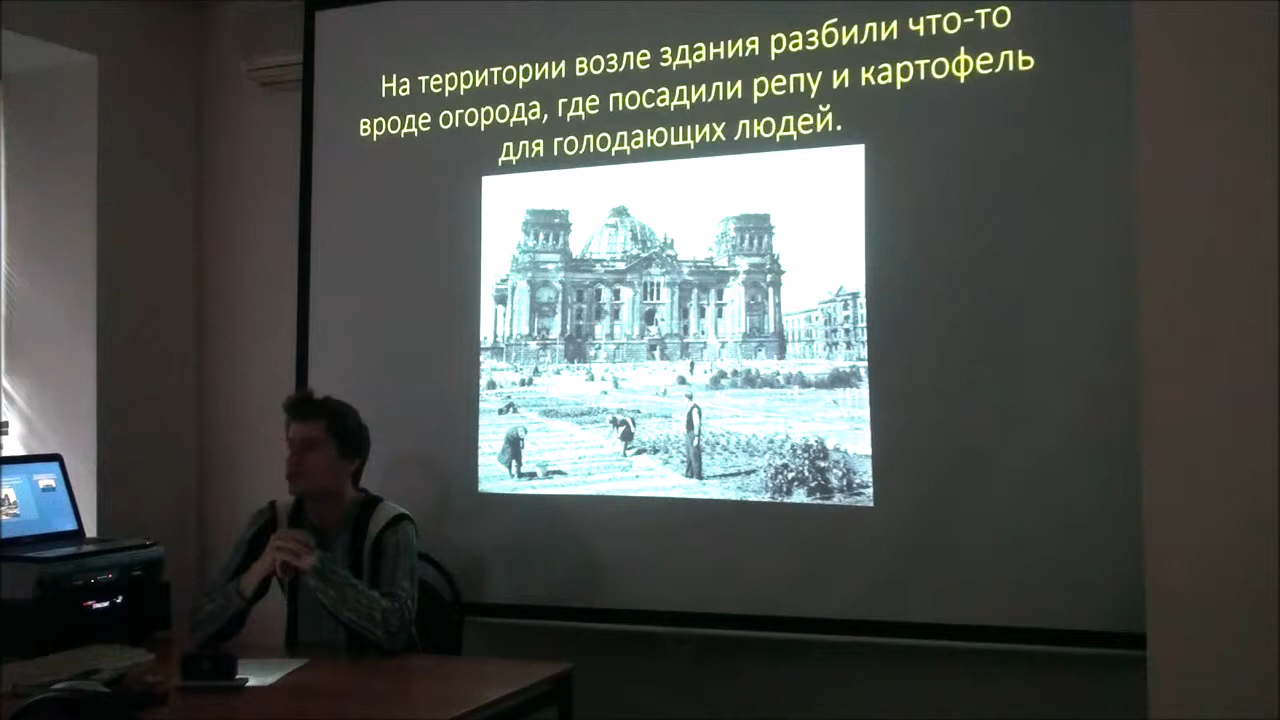 На территории возле здания разбили что-то
вроде огорода, где посадили репу и картофель
для голодающих людей.